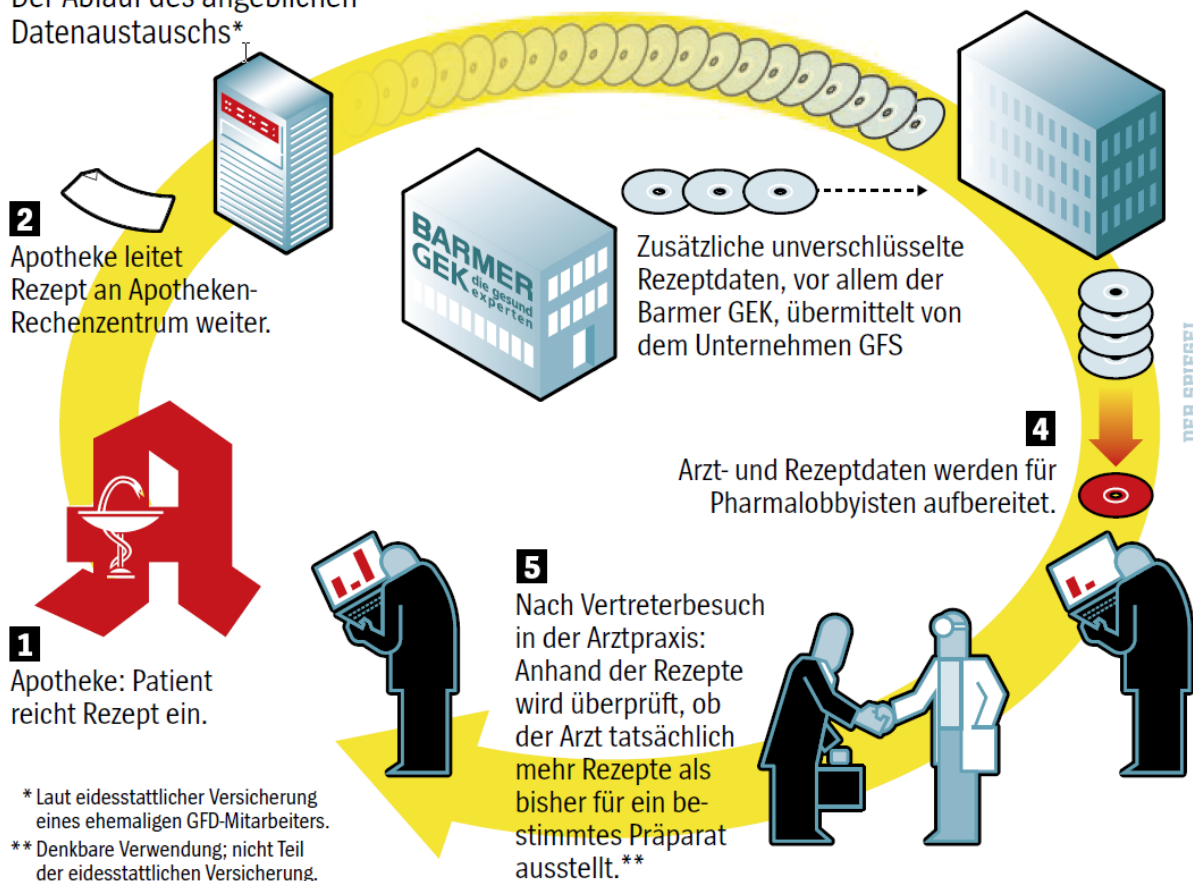 Der Ablauf des angeblichen
Datenaustauschs*
2
Apotheke leitet
Rezept an Apotheken-
Rechenzentrum weiter.
BARMER
GEK die gesund
experten
Zusätzliche unverschlüsselte
Rezeptdaten, vor allem der
Barmer GEK, übermittelt von
dem Unternehmen GFS
4
Arzt- und Rezeptdaten werden für
Pharmalobbyisten aufbereitet.
1
Apotheke: Patient
reicht Rezept ein.
5
Nach Vertreterbesuch
in der Arztpraxis:
Anhand der Rezepte
wird überprüft, ob
der Arzt tatsächlich
mehr Rezepte als
bisher für ein be-
stimmtes Präparat
ausstellt.**
* Laut eidesstattlicher Versicherung
eines ehemaligen GFD-Mitarbeiters.
** Denkbare Verwendung; nicht Teil
der eidesstattlichen Versicherung.